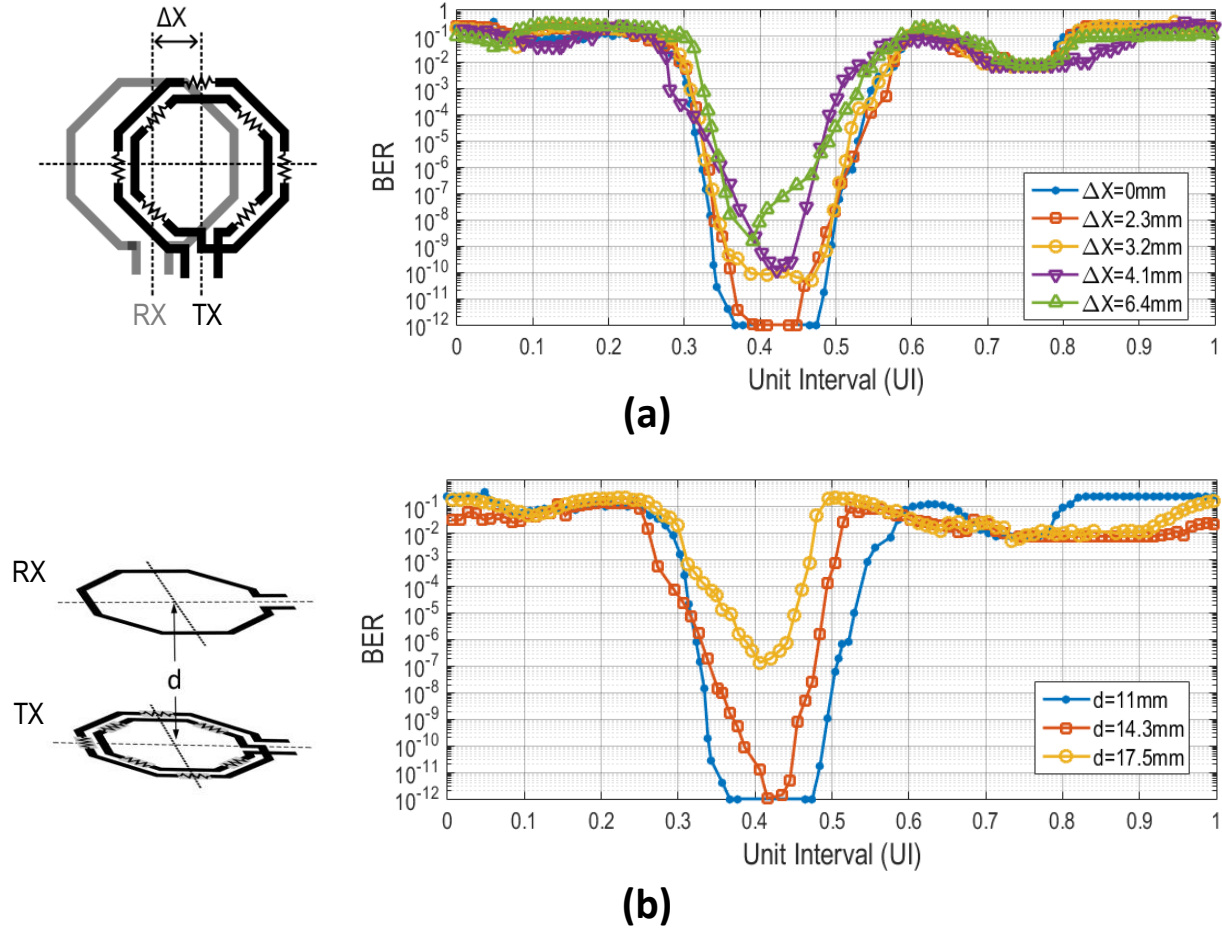 ΔX
RX TX
BER
1
10^-1
10^-2
10^-3
10^-4
10^-5
10^-6
10^-7
10^-8
10^-9
10^-10
10^-11
10^-12
0 0.1 0.2 0.3 0.4 0.5 0.6 0.7 0.8 0.9 1
Unit Interval (UI)
ΔX=0mm
ΔX=2.3mm
ΔX=3.2mm
ΔX=4.1mm
ΔX=6.4mm
(a)
RX
d
TX
BER
10^-1
10^-2
10^-3
10^-4
10^-5
10^-6
10^-7
10^-8
10^-9
10^-10
10^-11
10^-12
0 0.1 0.2 0.3 0.4 0.5 0.6 0.7 0.8 0.9 1
Unit Interval (UI)
d=11mm
d=14.3mm
d=17.5mm
(b)